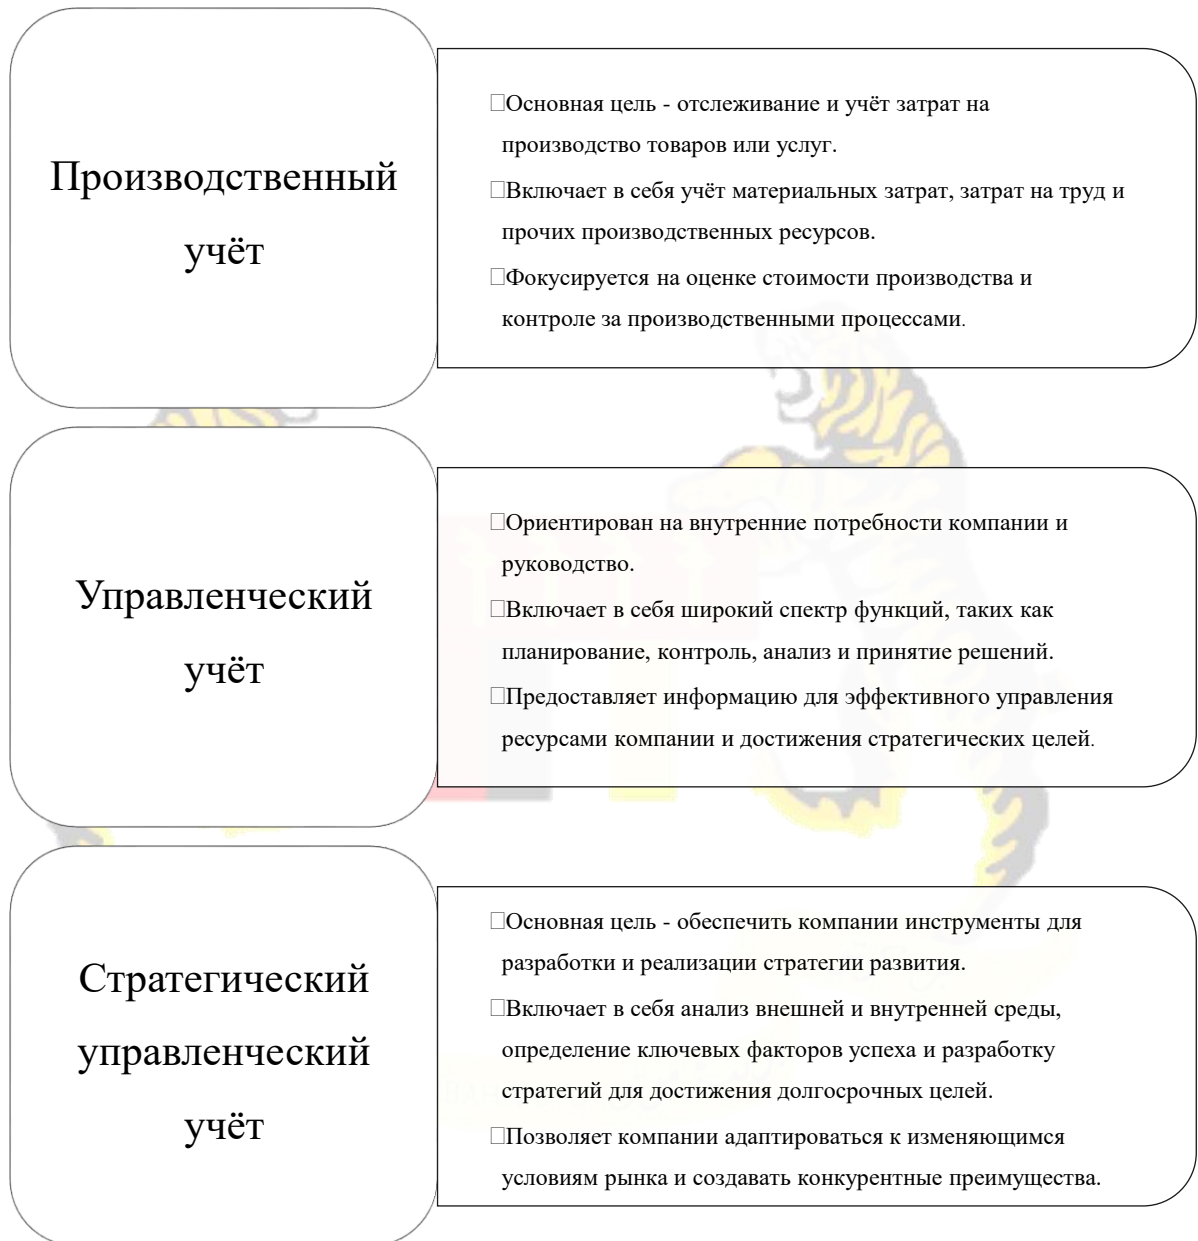 Производственный
учёт
□Основная цель - отслеживание и учёт затрат на
производство товаров или услуг.
□Включает в себя учёт материальных затрат, затрат на труд и
прочих производственных ресурсов.
□Фокусируется на оценке стоимости производства и
контроле за производственными процессами.
Управленческий
учёт
□Ориентирован на внутренние потребности компании и
руководство.
□Включает в себя широкий спектр функций, таких как
планирование, контроль, анализ и принятие решений.
□Предоставляет информацию для эффективного управления
ресурсами компании и достижения стратегических целей.
Стратегический
управленческий
учёт
□Основная цель - обеспечить компании инструменты для
разработки и реализации стратегии развития.
□Включает в себя анализ внешней и внутренней среды,
определение ключевых факторов успеха и разработку
стратегий для достижения долгосрочных целей.
□Позволяет компании адаптироваться к изменяющимся
условиям рынка и создавать конкурентные преимущества.